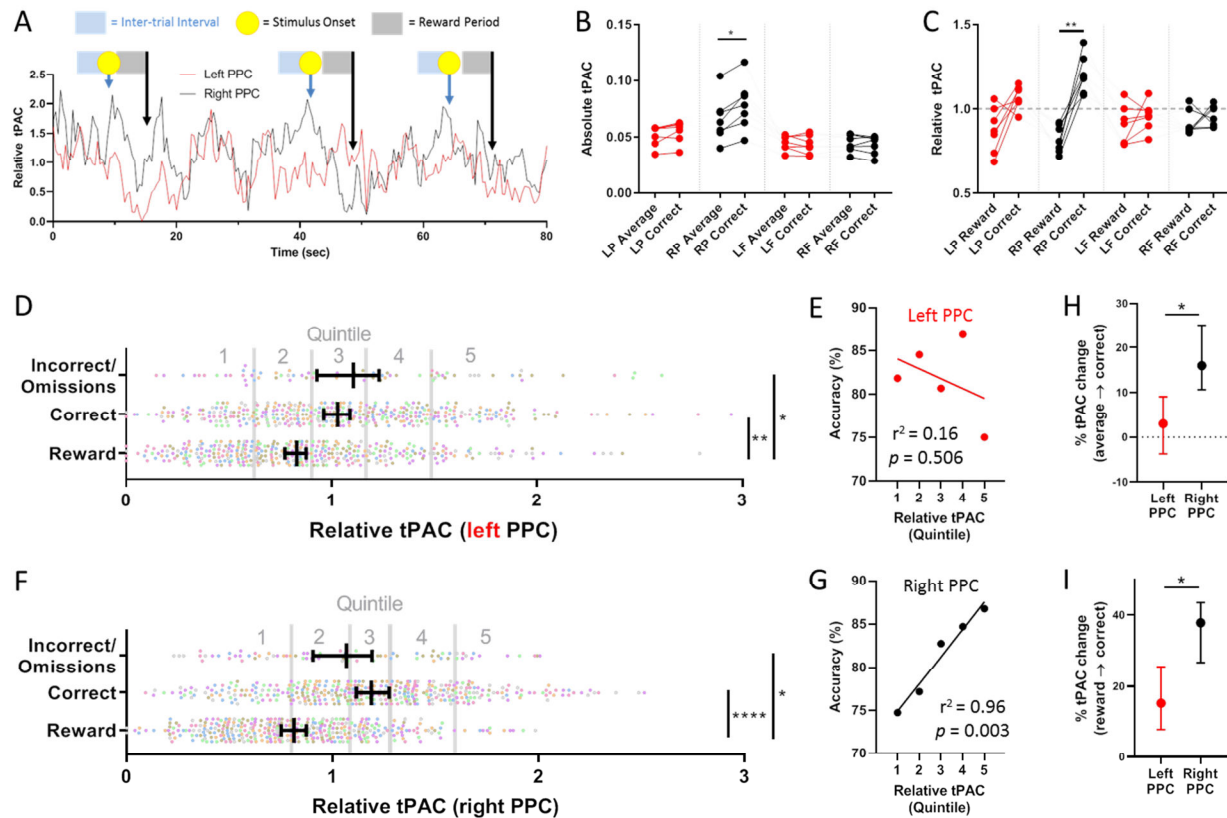 A
= Inter-trial Interval
= Stimulus Onset
= Reward Period
Left PPC
Right PPC
Relative tPAC
2.5
2.0
1.5
1.0
0.5
0.0
0
20
40
60
80
Time (sec)
B
*
Absolute tPAC
0.15
0.10
0.05
0.00
LP Average
LP Correct
RP Average
RP Correct
LF Average
LF Correct
RF Average
RF Correct
C
**
Relative tPAC
1.5
1.0
0.5
LP Reward
LP Correct
RP Reward
RP Correct
LF Reward
LF Correct
RF Reward
RF Correct
D
Quintile
1 2 3 4 5
Incorrect/
Omissions
Correct
Reward
**
*
0 1 2 3
Relative tPAC (left PPC)
E
Left PPC
Accuracy (%)
90
85
80
75
70
r² = 0.16
p = 0.506
1 2 3 4 5
Relative tPAC
(Quintile)
H
*
% tPAC change
(average → correct)
30
20
10
0
-10
Left
PPC
Right
PPC
F
Quintile
1 2 3 4 5
Incorrect/
Omissions
Correct
Reward
****
*
0 1 2 3
Relative tPAC (right PPC)
G
Right PPC
Accuracy (%)
90
85
80
75
70
r² = 0.96
p = 0.003
1 2 3 4 5
Relative tPAC
(Quintile)
I
*
% tPAC change
(reward → correct)
40
20
0
Left
PPC
Right
PPC